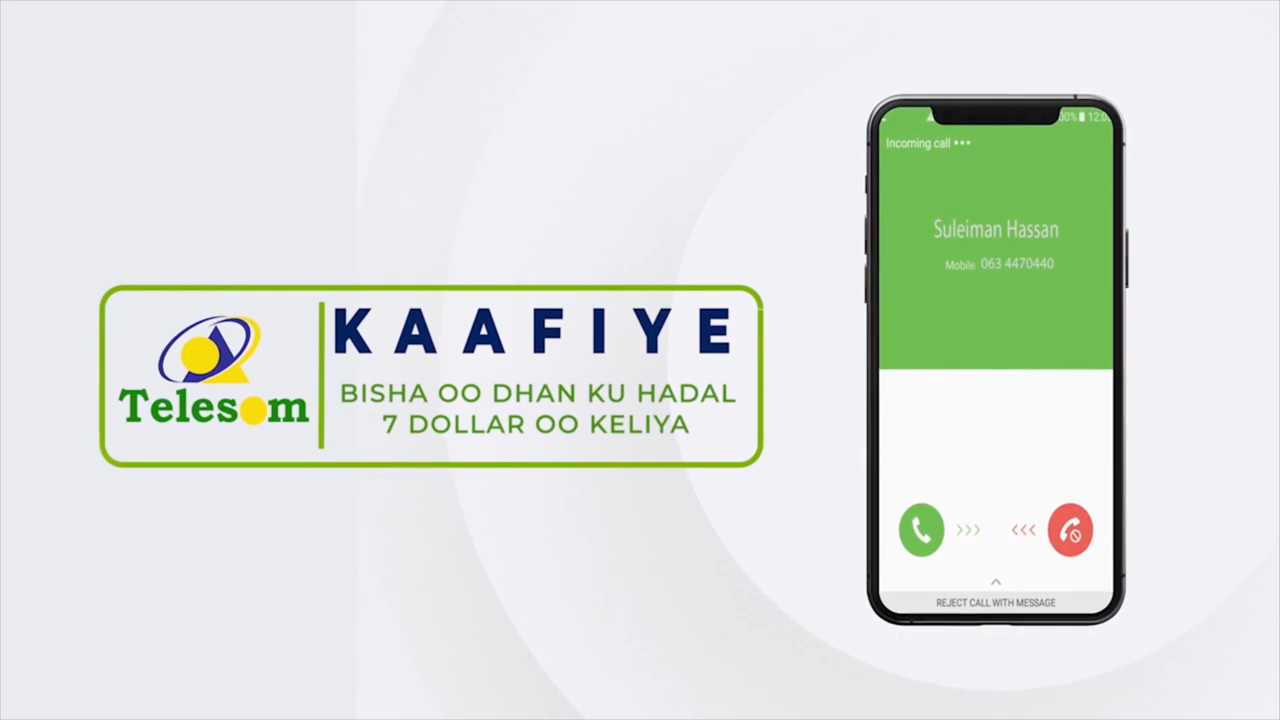 Telesom
KAAFIYE
BISHA OO DHAN KU HADAL
7 DOLLAR OO KELIYA
Incoming call •••
Suleiman Hassan
Mobile 063 4470440
REJECT CALL WITH MESSAGE